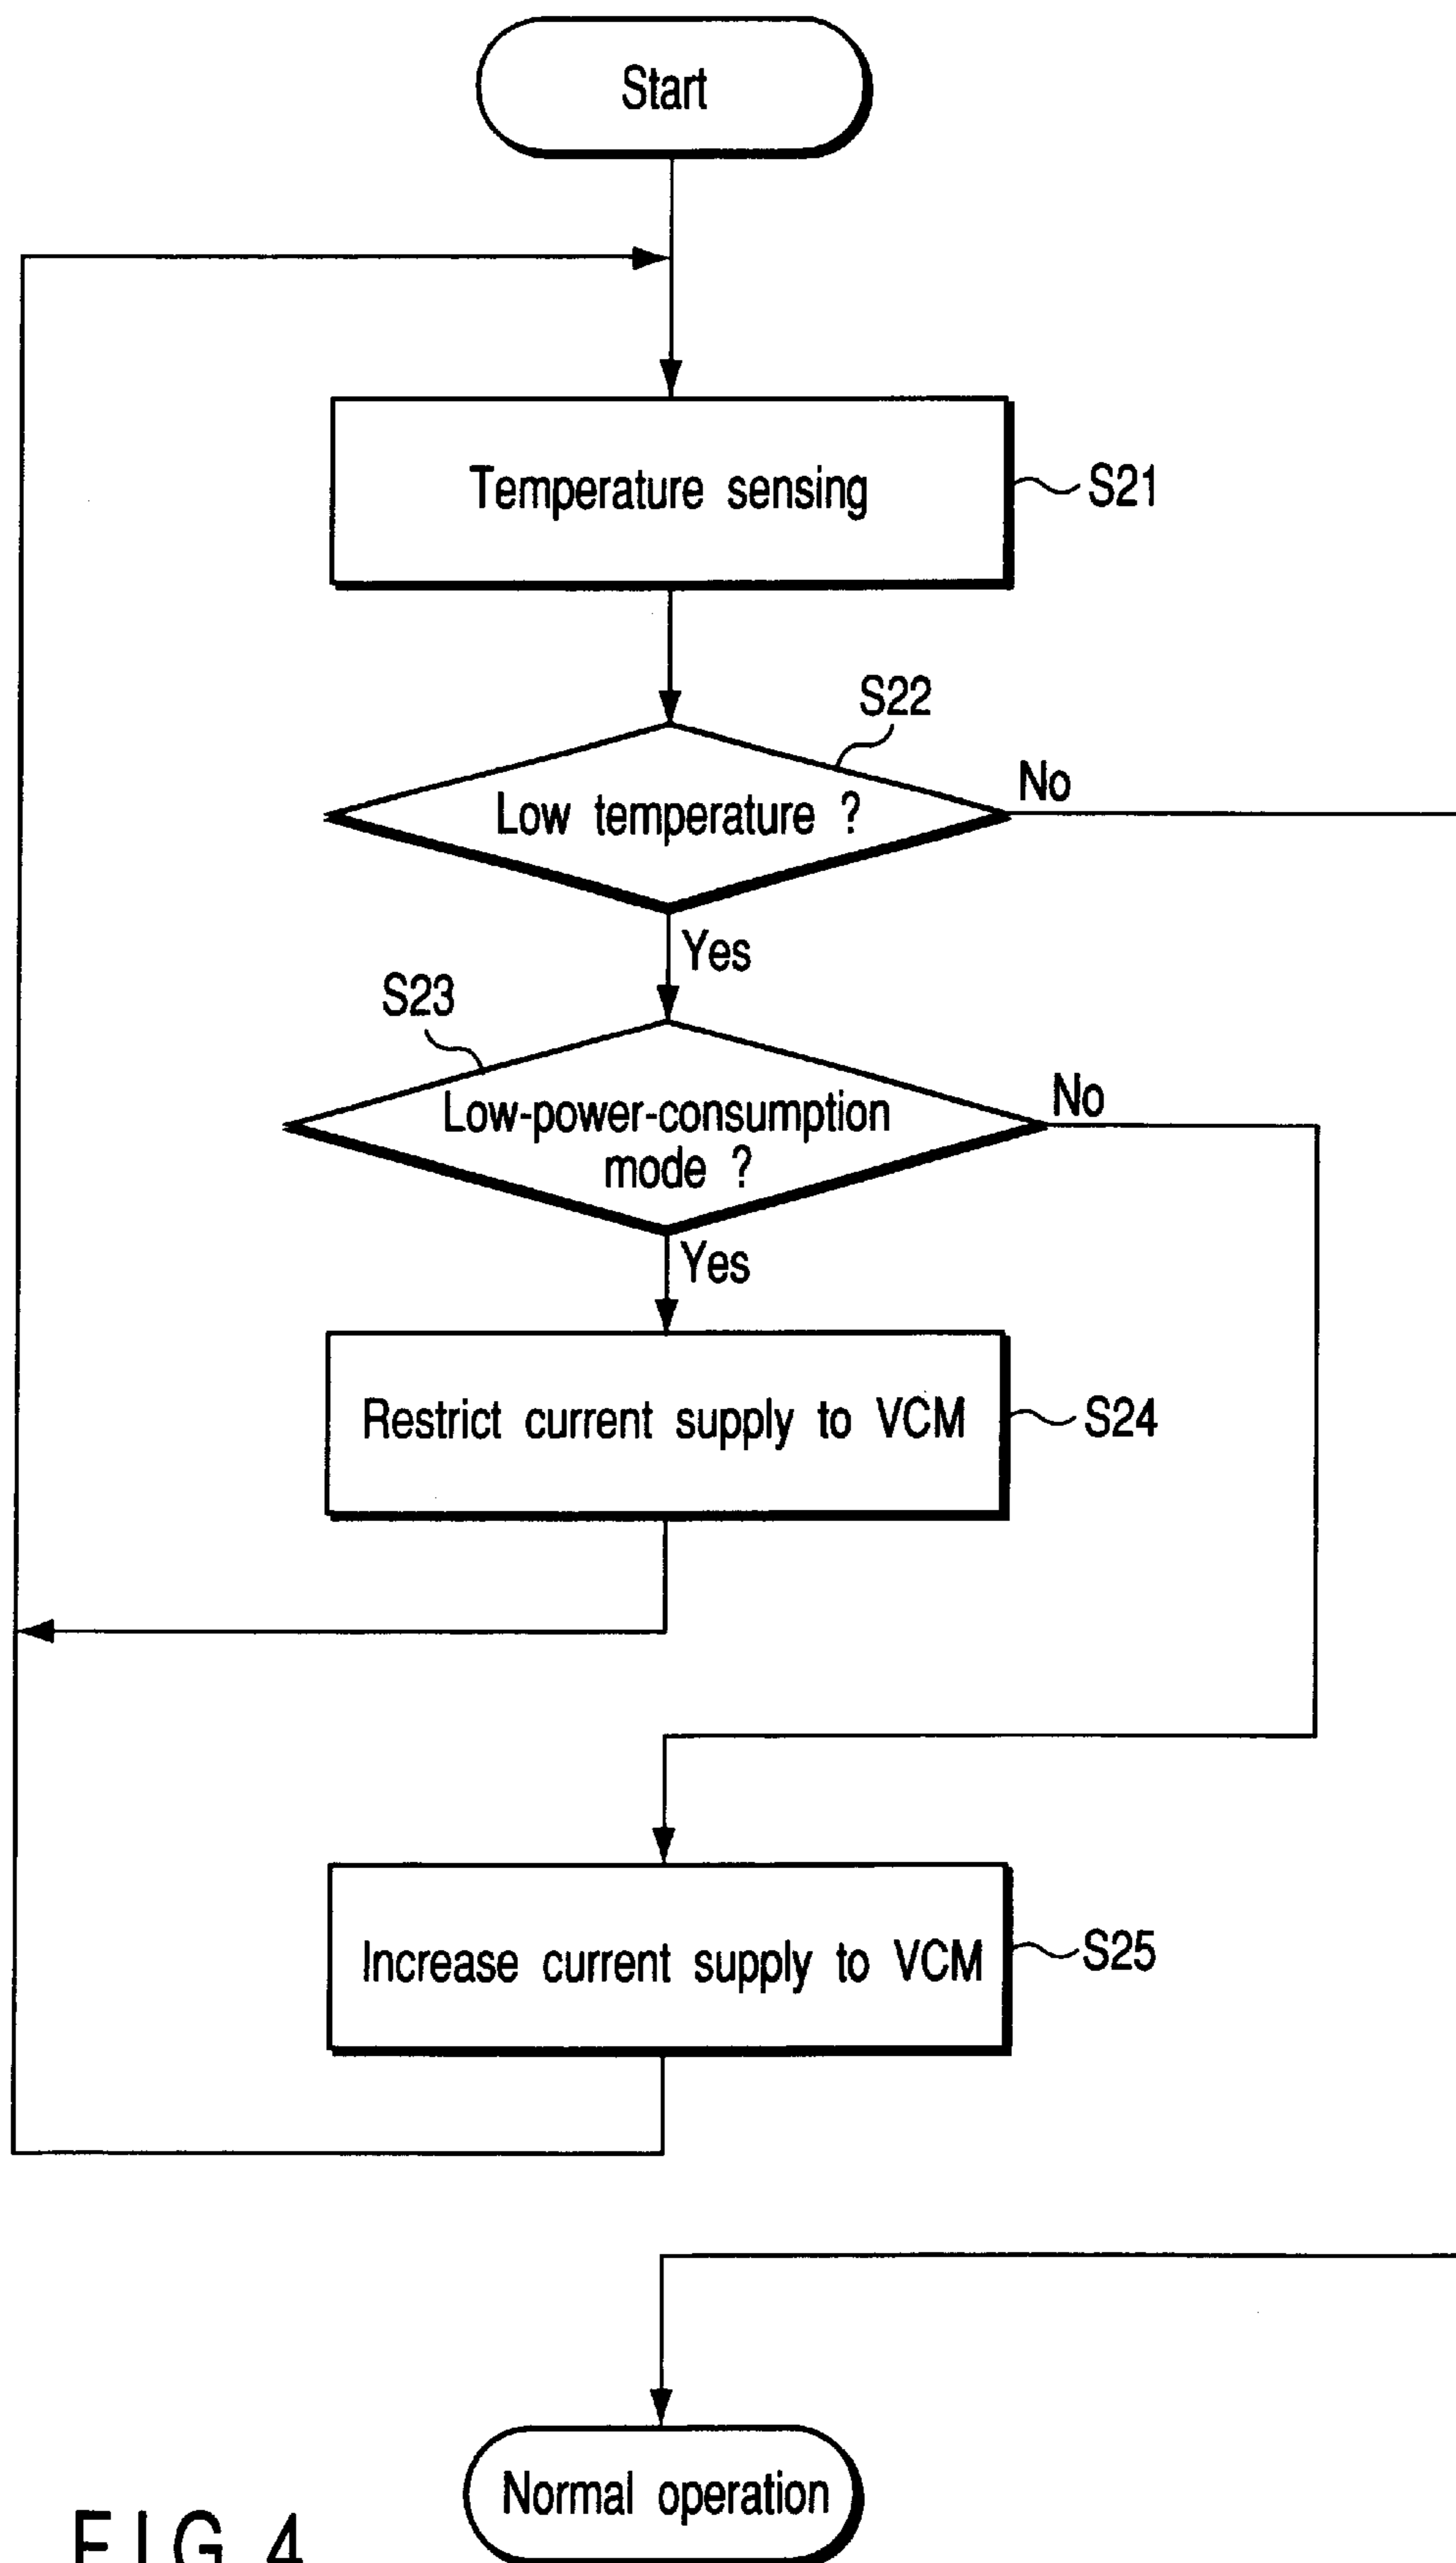 Start
Temperature sensing
S21
S22
Low temperature ?
No
Yes
S23
Low-power-consumption
mode ?
No
Yes
Restrict current supply to VCM
S24
Increase current supply to VCM
S25
Normal operation
FIG. 4